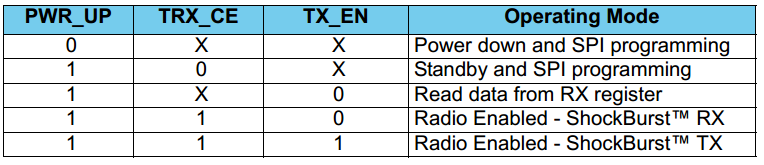 PWR_UP TRX_CE TX_EN Operating Mode
0 X X Power down and SPI programming
1 0 X Standby and SPI programming
1 X 0 Read data from RX register
1 1 0 Radio Enabled - ShockBurst™ RX
1 1 1 Radio Enabled - ShockBurst™ TX